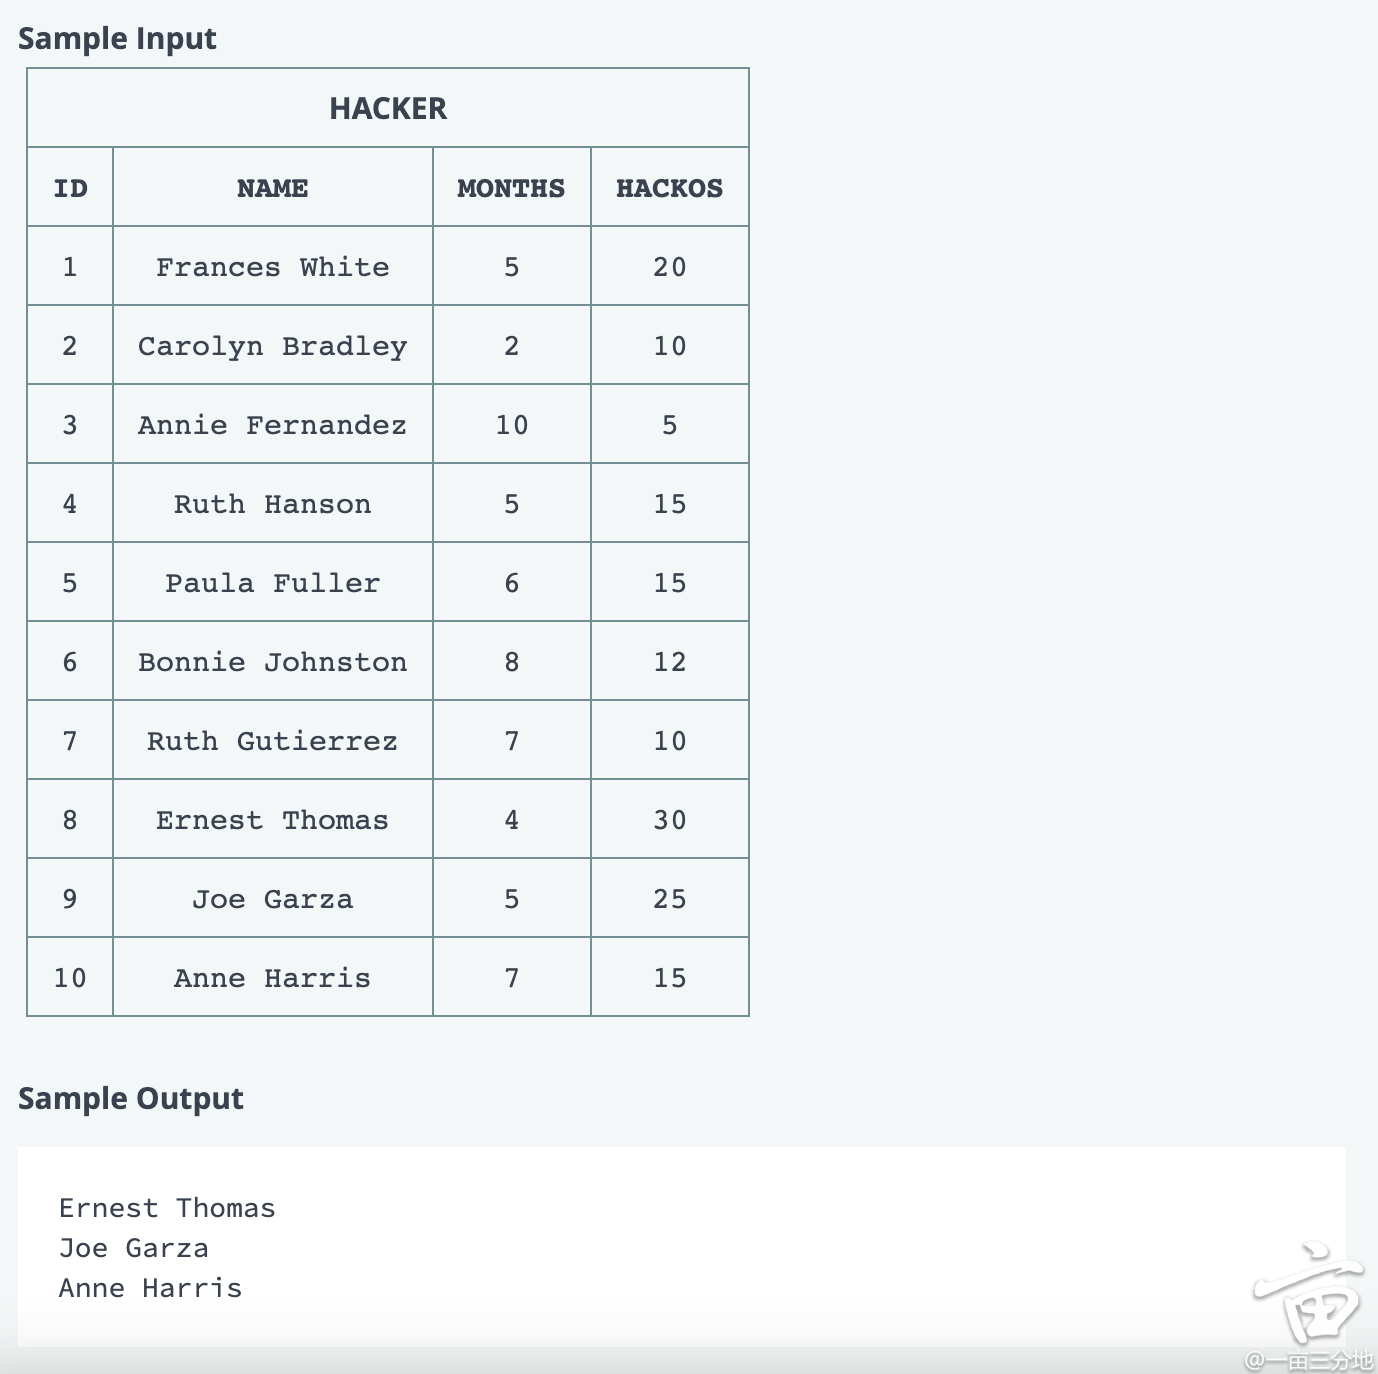 Sample Input
HACKER
ID NAME MONTHS HACKOS
1 Frances White 5 20
2 Carolyn Bradley 2 10
3 Annie Fernandez 10 5
4 Ruth Hanson 5 15
5 Paula Fuller 6 15
6 Bonnie Johnston 8 12
7 Ruth Gutierrez 7 10
8 Ernest Thomas 4 30
9 Joe Garza 5 25
10 Anne Harris 7 15
Sample Output
Ernest Thomas
Joe Garza
Anne Harris
亩
@一亩三分地